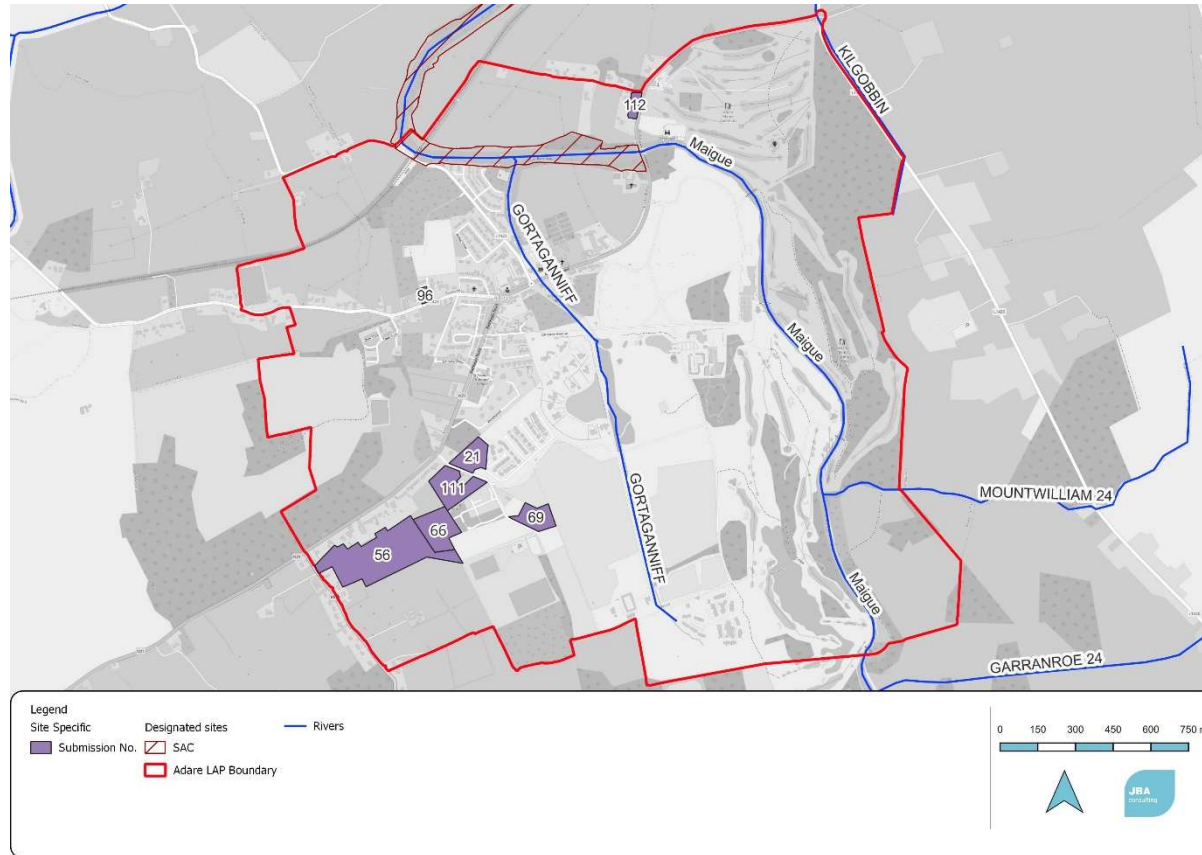 KILGOBBIN
112
Maigue
GORTAGANNIFF
96
Maigue
21
111
69
66
56
GORTAGANNIFF
MOUNTWILLIAM 24
Maigue
GARRANROE 24
Legend
Site Specific
Designated sites
Rivers
Submission No.
SAC
Adare LAP Boundary
0 150 300 450 600 750
JBA
consulting